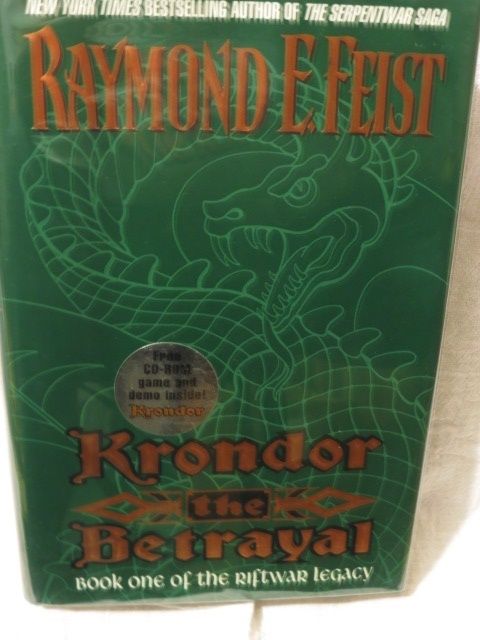 NEW YORK TIMES BESTSELLING AUTHOR OF THE SERPENTWAR SAGA
RAYMOND E. FEIST
Free
CD-ROM
game and
demo inside!
Krondor
Krondor
the
Betrayal
BOOK ONE OF THE RIFTWAR LEGACY